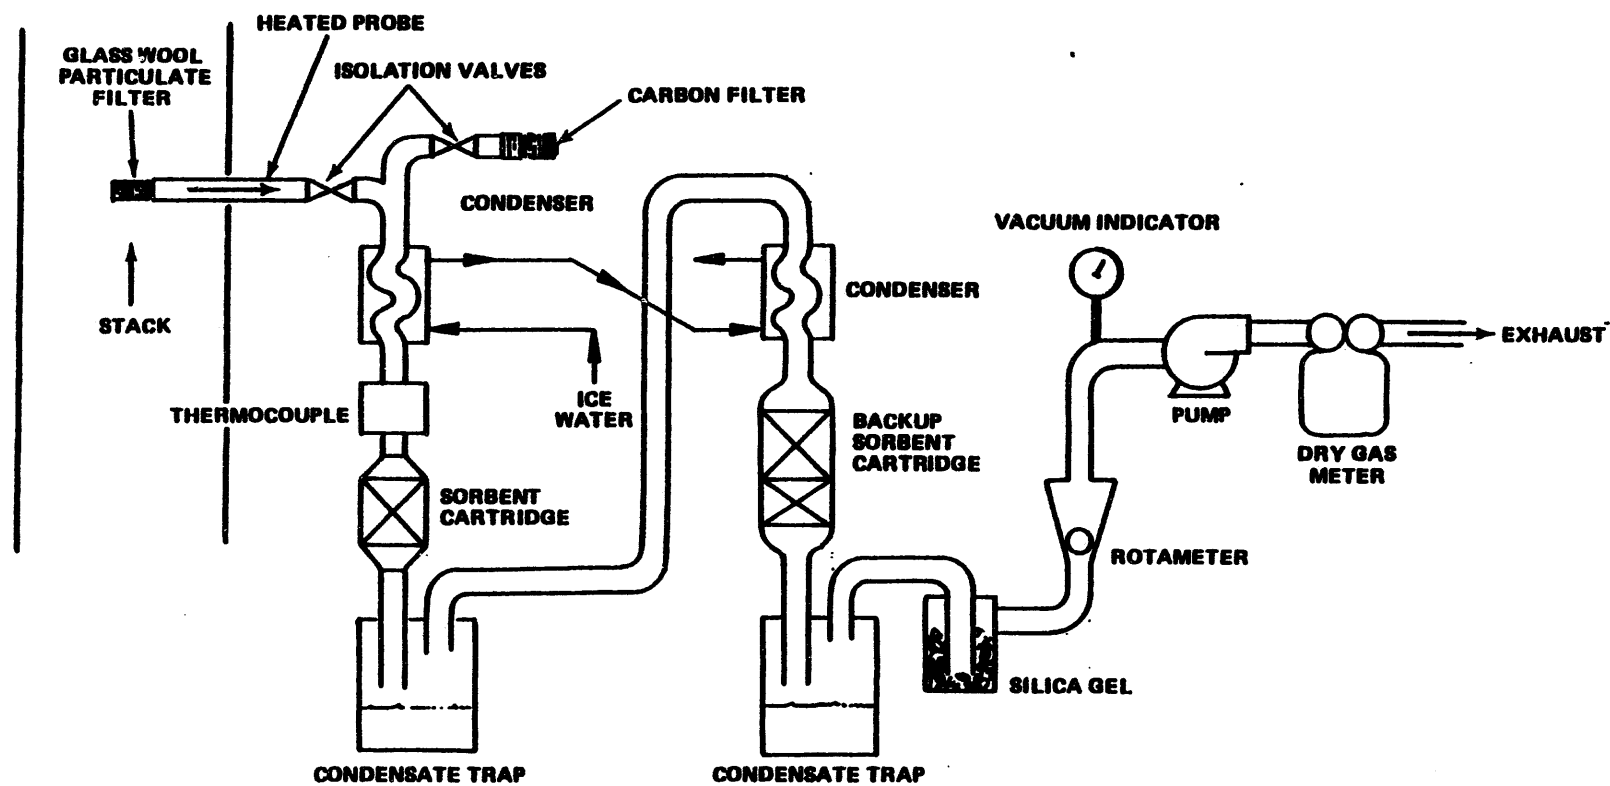 HEATED PROBE
GLASS WOOL
PARTICULATE
FILTER
ISOLATION VALVES
CARBON FILTER
CONDENSER
STACK
ICE
WATER
THERMOCOUPLE
SORBENT
CARTRIDGE
CONDENSATE TRAP
CONDENSER
BACKUP
SORBENT
CARTRIDGE
CONDENSATE TRAP
SILICA GEL
ROTAMETER
VACUUM INDICATOR
PUMP
DRY GAS
METER
EXHAUST